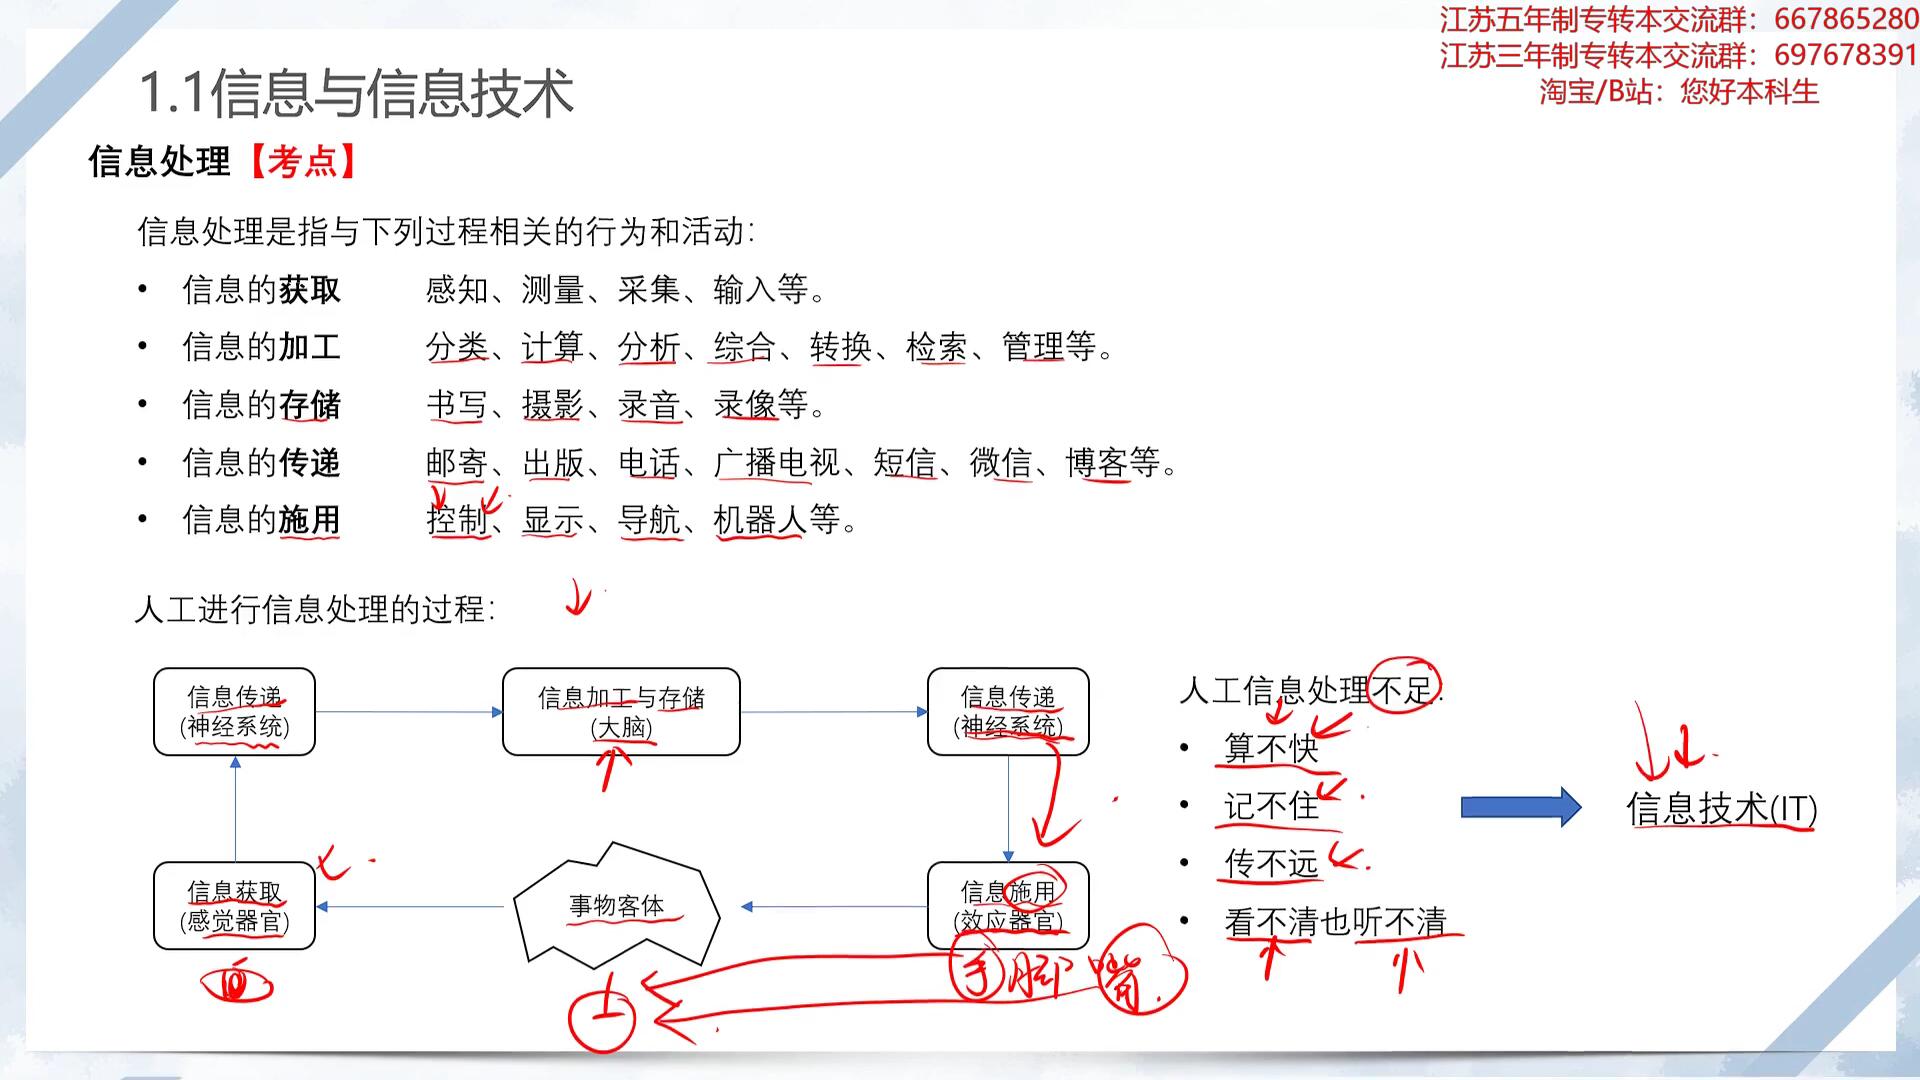 江苏五年制专转本交流群：667865280
江苏三年制专转本交流群：697678391
淘宝/B站：您好本科生
1.1信息与信息技术
信息处理【考点】
信息处理是指与下列过程相关的行为和活动：
• 信息的获取 感知、测量、采集、输入等。
• 信息的加工 分类、计算、分析、综合、转换、检索、管理等。
• 信息的存储 书写、摄影、录音、录像等。
• 信息的传递 邮寄、出版、电话、广播电视、短信、微信、博客等。
• 信息的施用 控制、显示、导航、机器人等。
人工进行信息处理的过程：
信息传递
(神经系统)
信息加工与存储
(大脑)
信息传递
(神经系统)
信息获取
(感觉器官)
事物客体
信息施用
(效应器官)
手 脚 嘴
人工信息处理不足：
• 算不快
• 记不住
• 传不远
• 看不清也听不清
信息技术(IT)